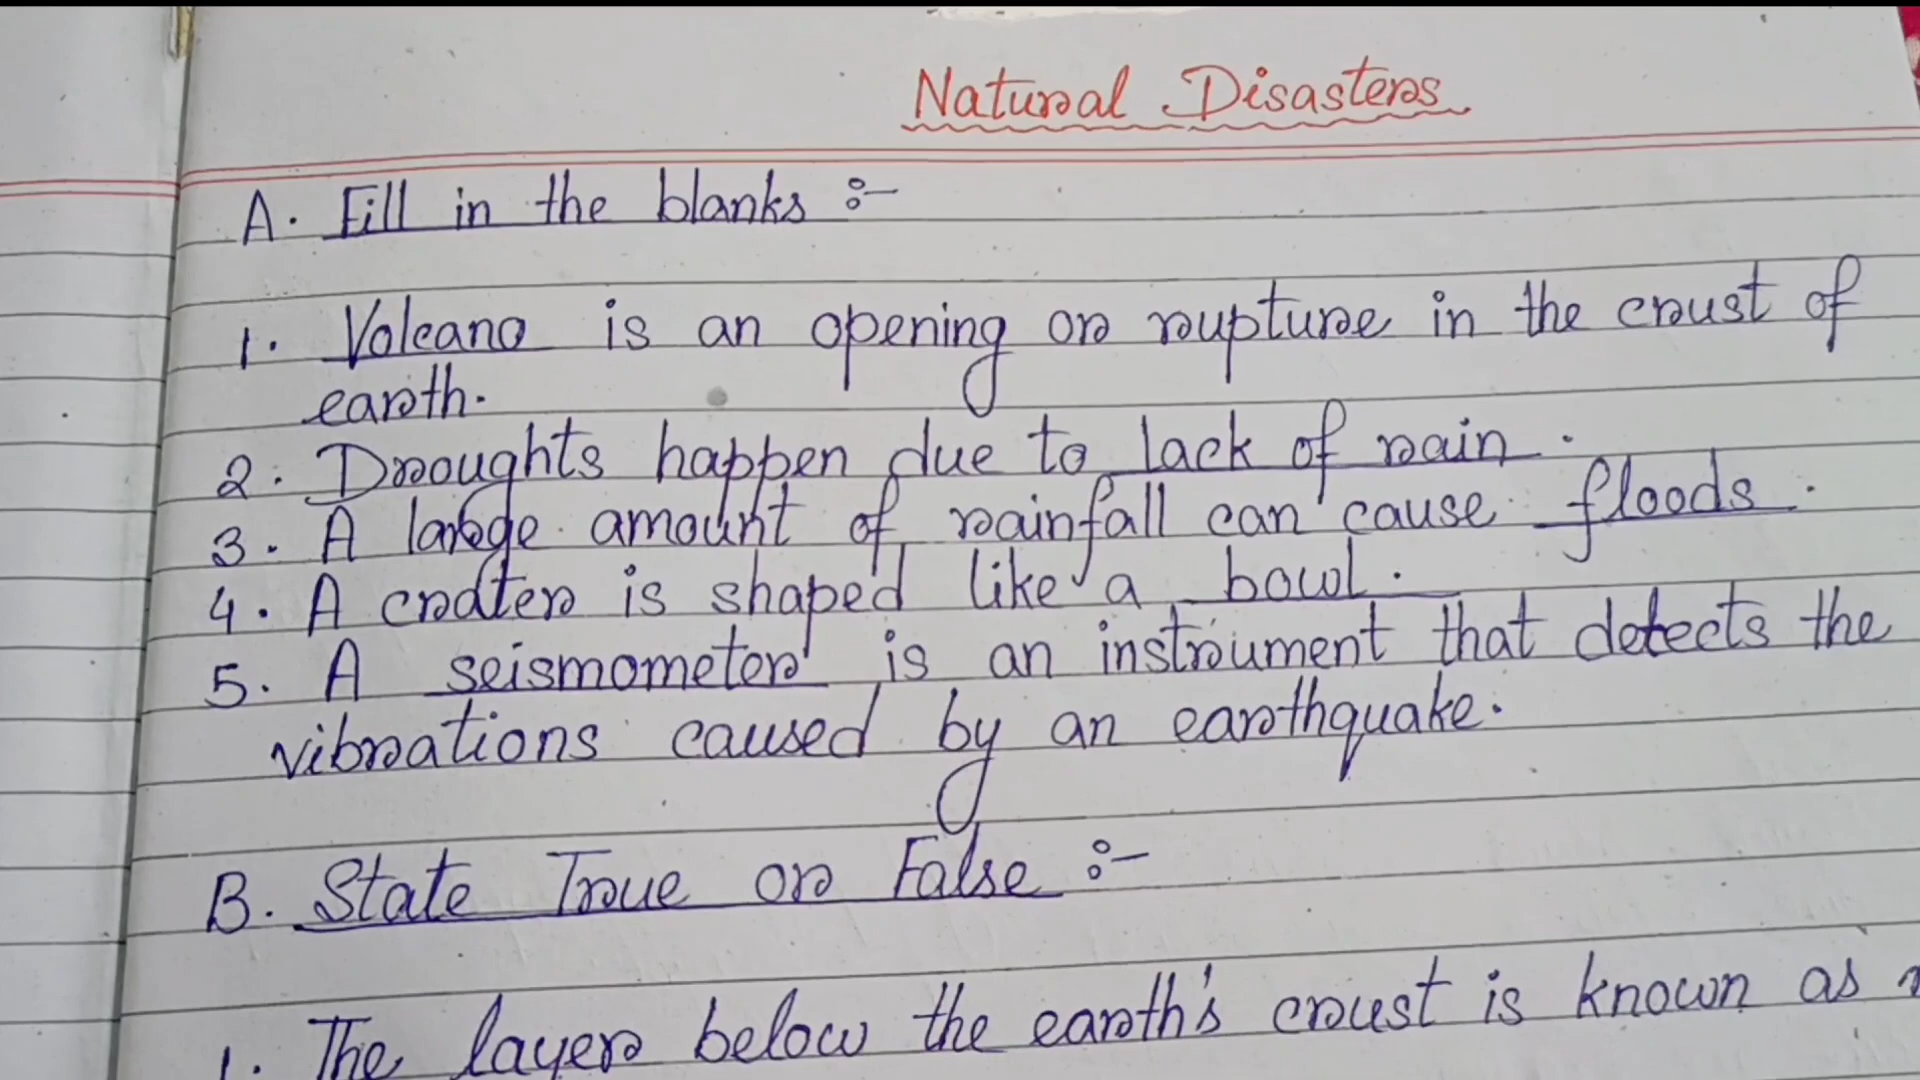 Natural Disasters
A. Fill in the blanks :-
1. Volcano is an opening or rupture in the crust of
earth.
2. Droughts happen due to lack of rain.
3. A large amount of rainfall can cause floods.
4. A crater is shaped like a bowl.
5. A seismometer is an instrument that detects the
vibrations caused by an earthquake.
B. State True or False :-
1. The layer below the earth's crust is known as